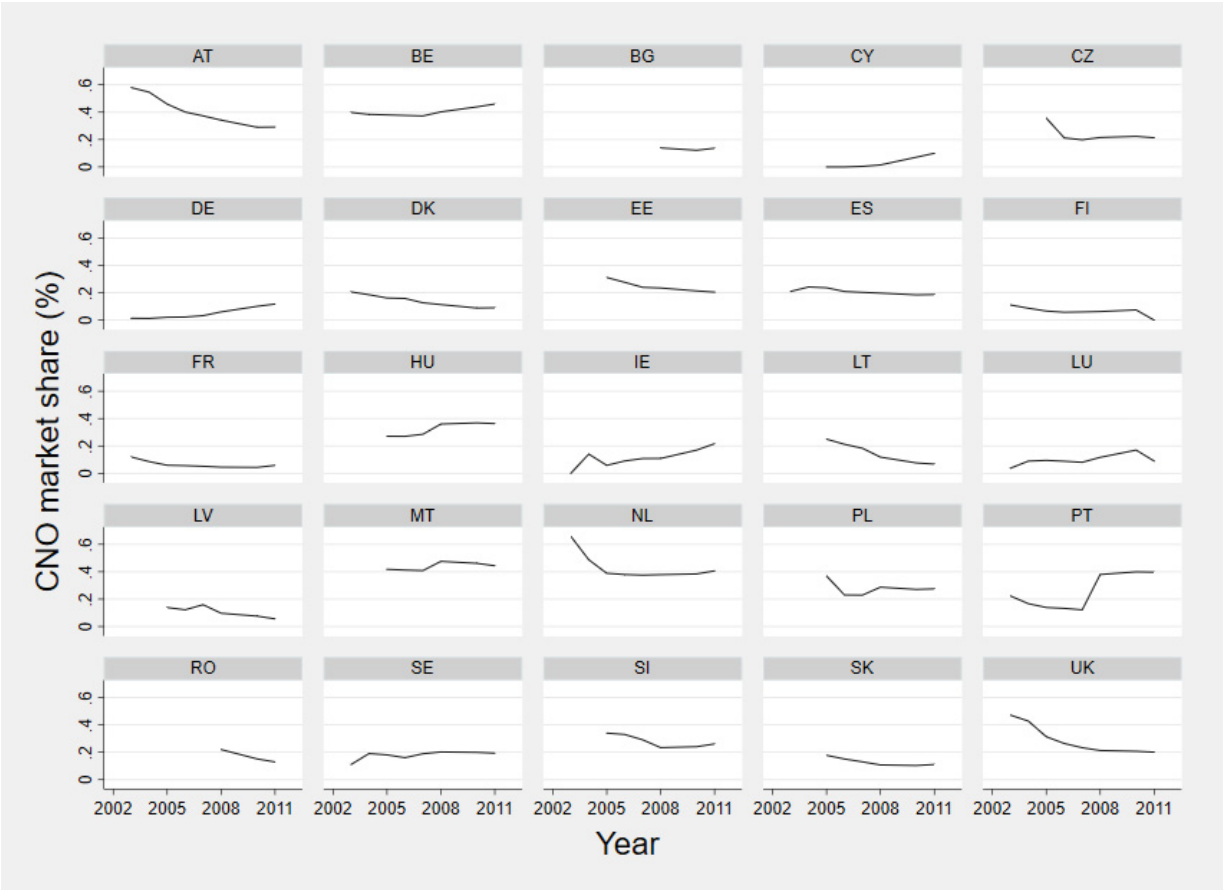 AT BE BG CY CZ
.6
.4
.2
0
DE DK EE ES FI
.6
.4
.2
0
FR HU IE LT LU
.6
.4
.2
0
LV MT NL PL PT
.6
.4
.2
0
RO SE SI SK UK
.6
.4
.2
0
2002 2005 2008 2011 2002 2005 2008 2011 2002 2005 2008 2011 2002 2005 2008 2011 2002 2005 2008 2011
CNO market share (%)
Year